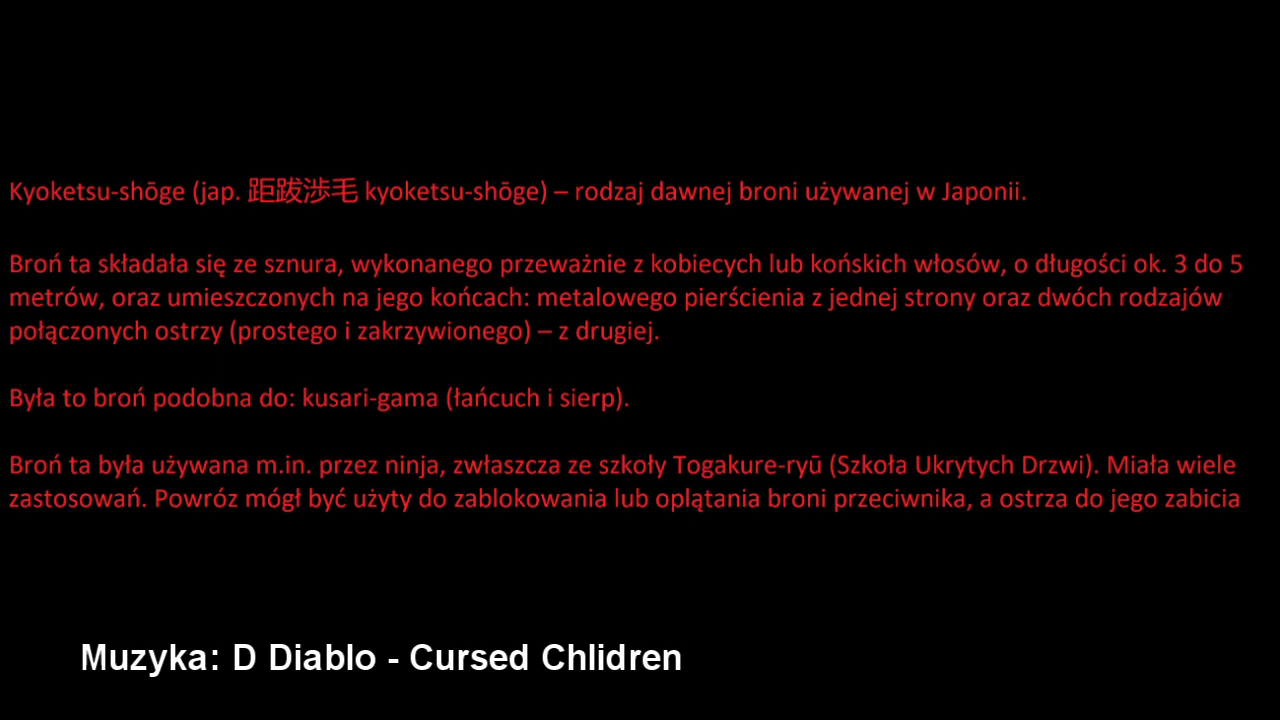 Kyoketsu-shōge (jap. 距跋渉毛 kyoketsu-shōge) – rodzaj dawnej broni używanej w Japonii.
Broń ta składała się ze sznura, wykonanego przeważnie z kobiecych lub końskich włosów, o długości ok. 3 do 5
metrów, oraz umieszczonych na jego końcach: metalowego pierścienia z jednej strony oraz dwóch rodzajów
połączonych ostrzy (prostego i zakrzywionego) – z drugiej.
Była to broń podobna do: kusari-gama (łańcuch i sierp).
Broń ta była używana m.in. przez ninja, zwłaszcza ze szkoły Togakure-ryū (Szkoła Ukrytych Drzwi). Miała wiele
zastosowań. Powróz mógł być użyty do zablokowania lub oplątania broni przeciwnika, a ostrza do jego zabicia
Muzyka: D Diablo - Cursed Chlidren